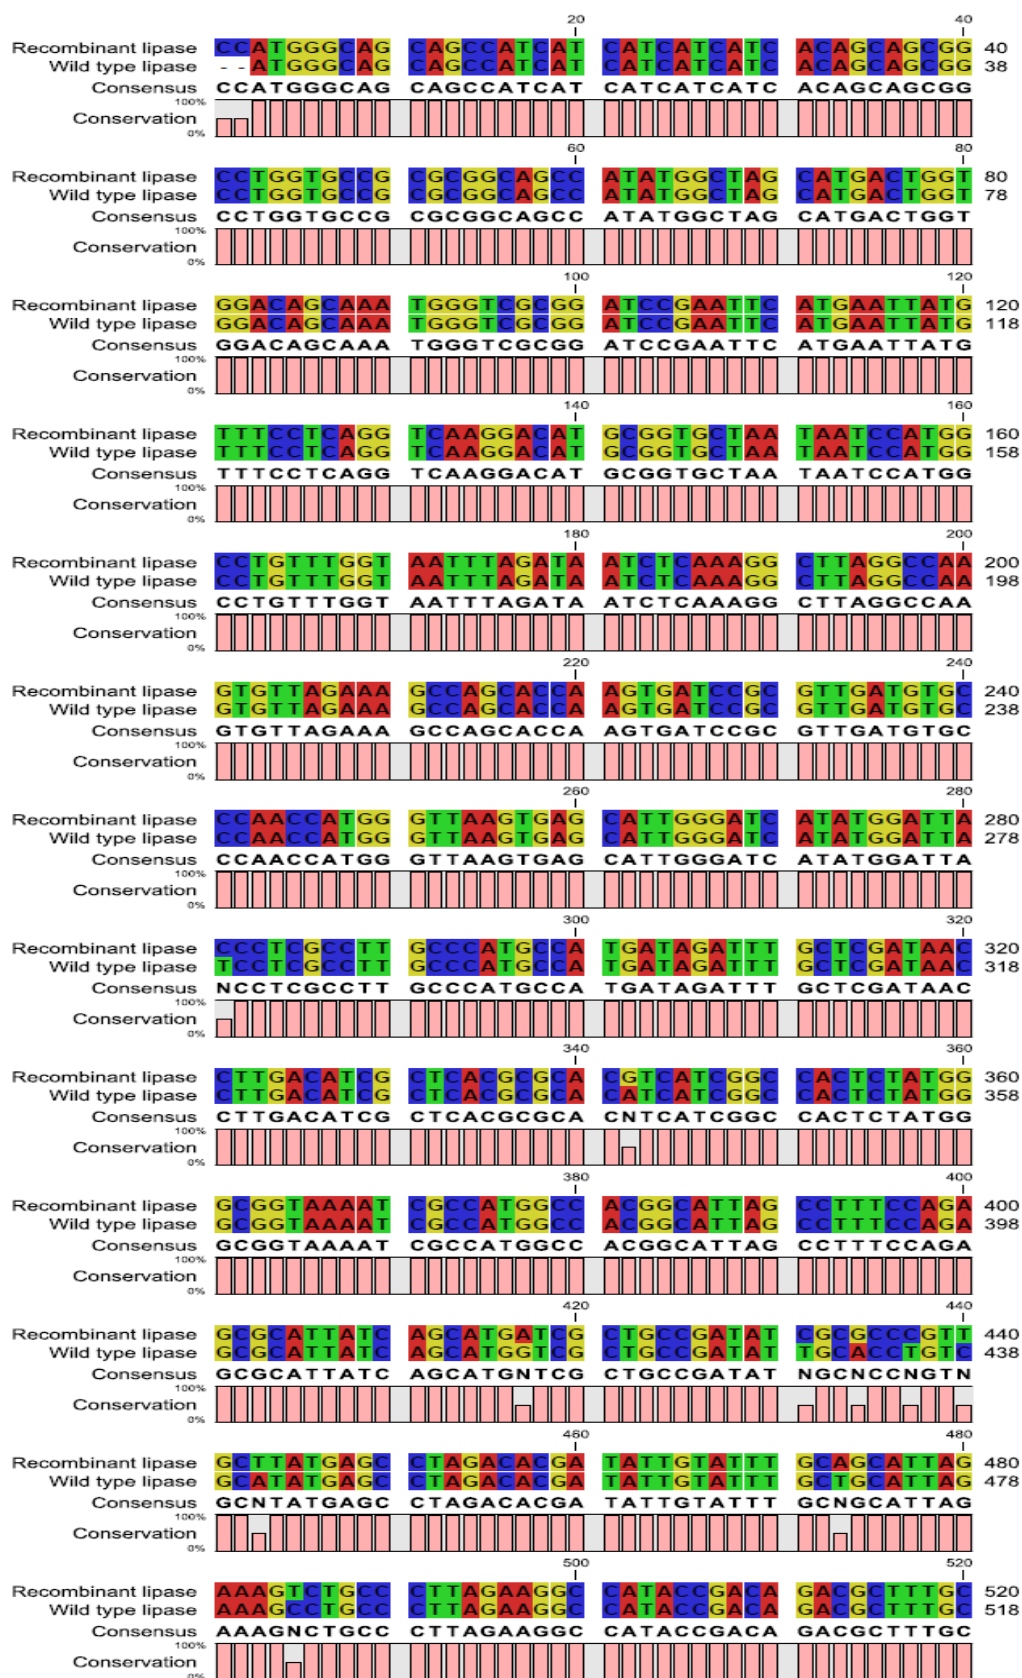 20 40
Recombinant lipase CCATGGGCAG CAGCCATCAT CATCATCATC ACAGCAGCGG 40
Wild type lipase - - ATGGGCAG CAGCCATCAT CATCATCATC ACAGCAGCGG 38
Consensus CCATGGGCAG CAGCCATCAT CATCATCATC ACAGCAGCGG
100%
Conservation
0%
60 80
Recombinant lipase CCTGGTGCCG CGCGGCAGCC ATATGGCTAG CATGACTGGT 80
Wild type lipase CCTGGTGCCG CGCGGCAGCC ATATGGCTAG CATGACTGGT 78
Consensus CCTGGTGCCG CGCGGCAGCC ATATGGCTAG CATGACTGGT
100%
Conservation
0%
100 120
Recombinant lipase GGACAGCAAA TGGGTCGCGG ATCCGAATTC ATGAATTATG 120
Wild type lipase GGACAGCAAA TGGGTCGCGG ATCCGAATTC ATGAATTATG 118
Consensus GGACAGCAAA TGGGTCGCGG ATCCGAATTC ATGAATTATG
100%
Conservation
0%
140 160
Recombinant lipase TTTCCTCAGG TCAAGGACAT GCGGTGCTAA TAATCCATGG 160
Wild type lipase TTTCCTCAGG TCAAGGACAT GCGGTGCTAA TAATCCATGG 158
Consensus TTTCCTCAGG TCAAGGACAT GCGGTGCTAA TAATCCATGG
100%
Conservation
0%
180 200
Recombinant lipase CCTGTTTGGT AATTTAGATA ATCTCAAAGG CTTAGGCCAA 200
Wild type lipase CCTGTTTGGT AATTTAGATA ATCTCAAAGG CTTAGGCCAA 198
Consensus CCTGTTTGGT AATTTAGATA ATCTCAAAGG CTTAGGCCAA
100%
Conservation
0%
220 240
Recombinant lipase GTGTTAGAAA GCCAGCACCA AGTGATCCGC GTTGATGTGC 240
Wild type lipase GTGTTAGAAA GCCAGCACCA AGTGATCCGC GTTGATGTGC 238
Consensus GTGTTAGAAA GCCAGCACCA AGTGATCCGC GTTGATGTGC
100%
Conservation
0%
260 280
Recombinant lipase CCAACCATGG GTTAAGTGAG CATTGGGATC ATATGGATTA 280
Wild type lipase CCAACCATGG GTTAAGTGAG CATTGGGATC ATATGGATTA 278
Consensus CCAACCATGG GTTAAGTGAG CATTGGGATC ATATGGATTA
100%
Conservation
0%
300 320
Recombinant lipase CCCTCGCCTT GCCCATGCCA TGATAGATTT GCTCGATAAC 320
Wild type lipase TCCTCGCCTT GCCCATGCCA TGATAGATTT GCTCGATAAC 318
Consensus NCCTCGCCTT GCCCATGCCA TGATAGATTT GCTCGATAAC
100%
Conservation
0%
340 360
Recombinant lipase CTTGACATCG CTCACGCGCA CGTCATCGGC CACTCTATGG 360
Wild type lipase CTTGACATCG CTCACGCGCA CATCATCGGC CACTCTATGG 358
Consensus CTTGACATCG CTCACGCGCA CNTCATCGGC CACTCTATGG
100%
Conservation
0%
380 400
Recombinant lipase GCGGTAAAAT CGCCATGGCC ACGGCATTAG CCTTTCCAGA 400
Wild type lipase GCGGTAAAAT CGCCATGGCC ACGGCATTAG CCTTTCCAGA 398
Consensus GCGGTAAAAT CGCCATGGCC ACGGCATTAG CCTTTCCAGA
100%
Conservation
0%
420 440
Recombinant lipase GCGCATTATC AGCATGATCG CTGCCGATAT CGCGCCCGTT 440
Wild type lipase GCGCATTATC AGCATGGTCG CTGCCGATAT TGCACCTGTC 438
Consensus GCGCATTATC AGCATGNTCG CTGCCGATAT NGCNCCNGTN
100%
Conservation
0%
460 480
Recombinant lipase GCTTATGAGC CTAGACACGA TATTGTATTT GCAGCATTAG 480
Wild type lipase GCATATGAGC CTAGACACGA TATTGTATTT GCTGCATTAG 478
Consensus GCNTATGAGC CTAGACACGA TATTGTATTT GCNGCATTAG
100%
Conservation
0%
500 520
Recombinant lipase AAAGTCTGCC CTTAGAAGGC CATACCGACA GACGCTTTGC 520
Wild type lipase AAAGCCTGCC CTTAGAAGGC CATACCGACA GACGCTTTGC 518
Consensus AAAGNCTGCC CTTAGAAGGC CATACCGACA GACGCTTTGC
100%
Conservation
0%